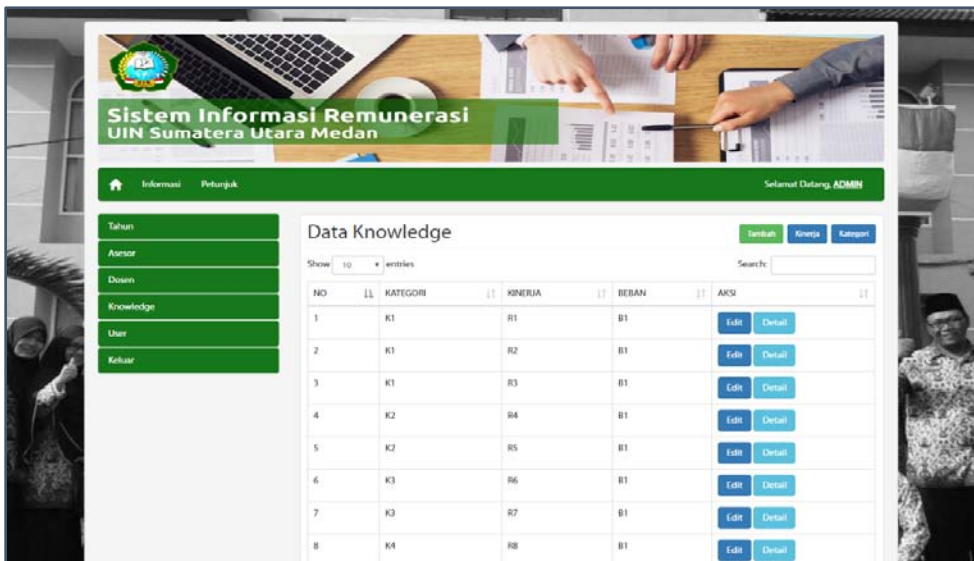 Sistem Informasi Remunerasi
UIN Sumatera Utara Medan
Informasi Petunjuk Selamat Datang, ADMIN
Tahun
Asesor
Dosen
Knowledge
User
Keluar
Data Knowledge
Tambah Kinerja Kategori
Show 10 entries Search:
NO KATEGORI KINERJA BEBAN AKSI
1 K1 R1 B1 Edit Detail
2 K1 R2 B1 Edit Detail
3 K1 R3 B1 Edit Detail
4 K2 R4 B1 Edit Detail
5 K2 R5 B1 Edit Detail
6 K3 R6 B1 Edit Detail
7 K3 R7 B1 Edit Detail
8 K4 R8 B1 Edit Detail